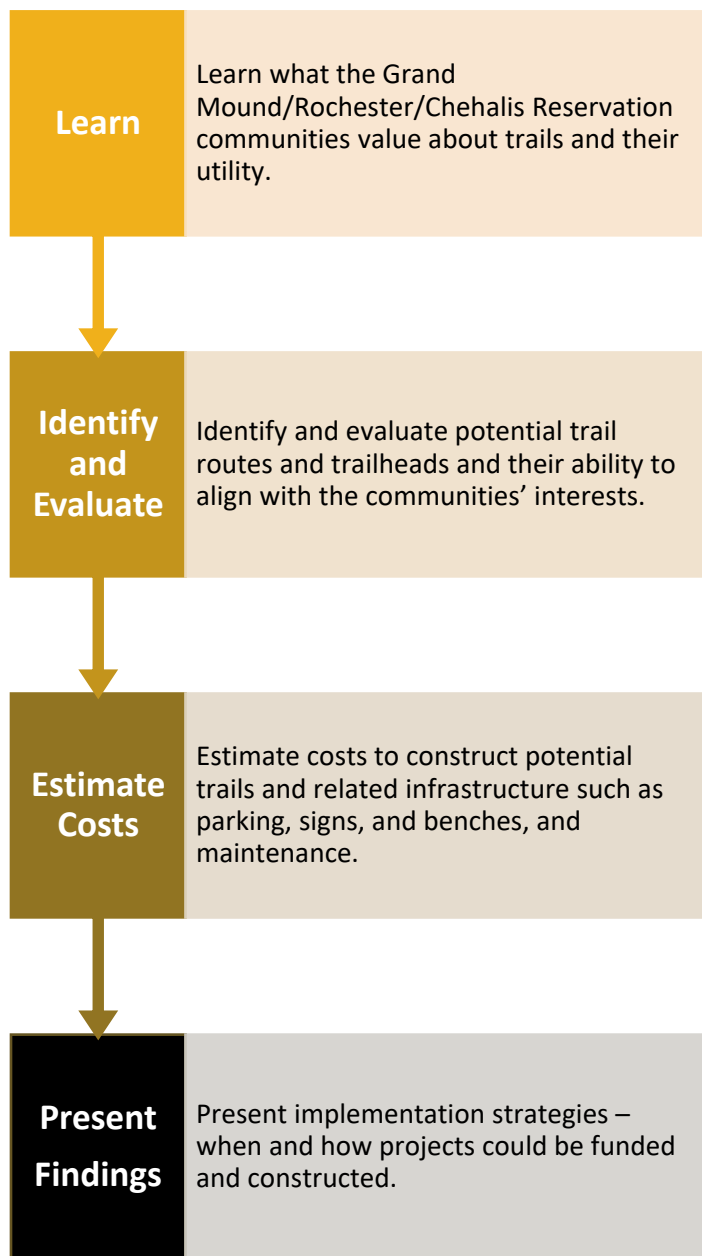 Learn
Learn what the Grand
Mound/Rochester/Chehalis Reservation
communities value about trails and their
utility.
Identify
and
Evaluate
Identify and evaluate potential trail
routes and trailheads and their ability to
align with the communities’ interests.
Estimate
Costs
Estimate costs to construct potential
trails and related infrastructure such as
parking, signs, and benches, and
maintenance.
Present
Findings
Present implementation strategies –
when and how projects could be funded
and constructed.